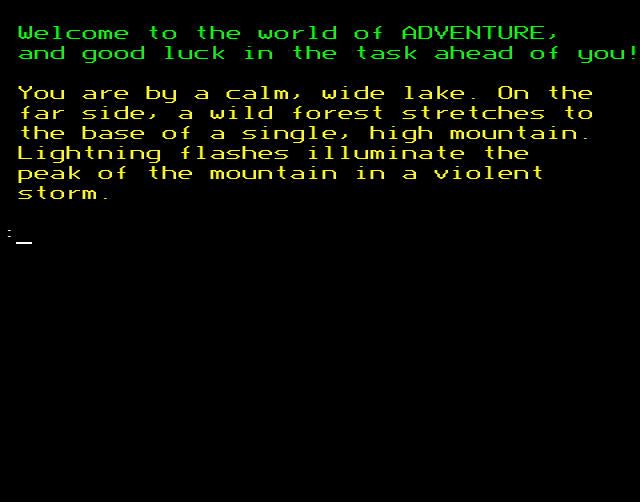 Welcome to the world of ADVENTURE,
and good luck in the task ahead of you!
You are by a calm, wide lake. On the
far side, a wild forest stretches to
the base of a single, high mountain.
Lightning flashes illuminate the
peak of the mountain in a violent
storm.
:_